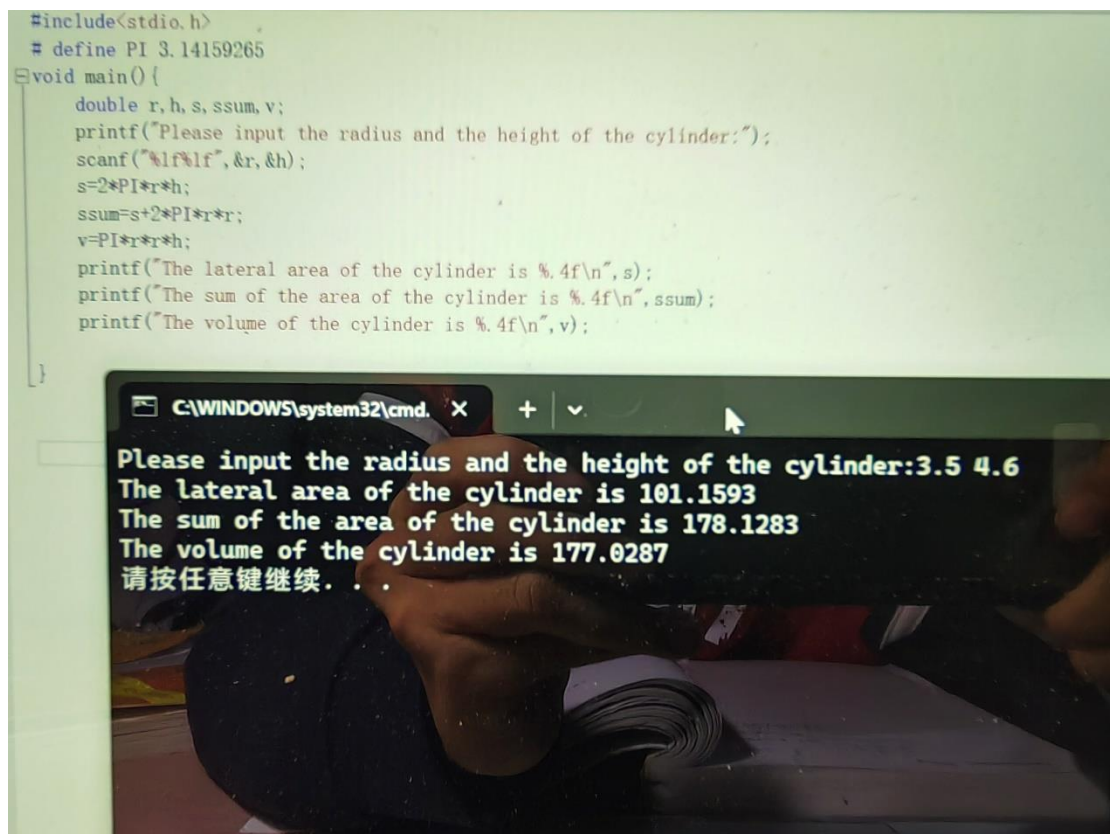 #include<stdio.h>
# define PI 3.14159265
void main(){
double r,h,s,ssum,v;
printf("Please input the radius and the height of the cylinder:");
scanf("%lf%lf",&r,&h);
s=2*PI*r*h;
ssum=s+2*PI*r*r;
v=PI*r*r*h;
printf("The lateral area of the cylinder is %.4f\n",s);
printf("The sum of the area of the cylinder is %.4f\n",ssum);
printf("The volume of the cylinder is %.4f\n",v);
}
C:\WINDOWS\system32\cmd.
Please input the radius and the height of the cylinder:3.5 4.6
The lateral area of the cylinder is 101.1593
The sum of the area of the cylinder is 178.1283
The volume of the cylinder is 177.0287
请按任意键继续. . .